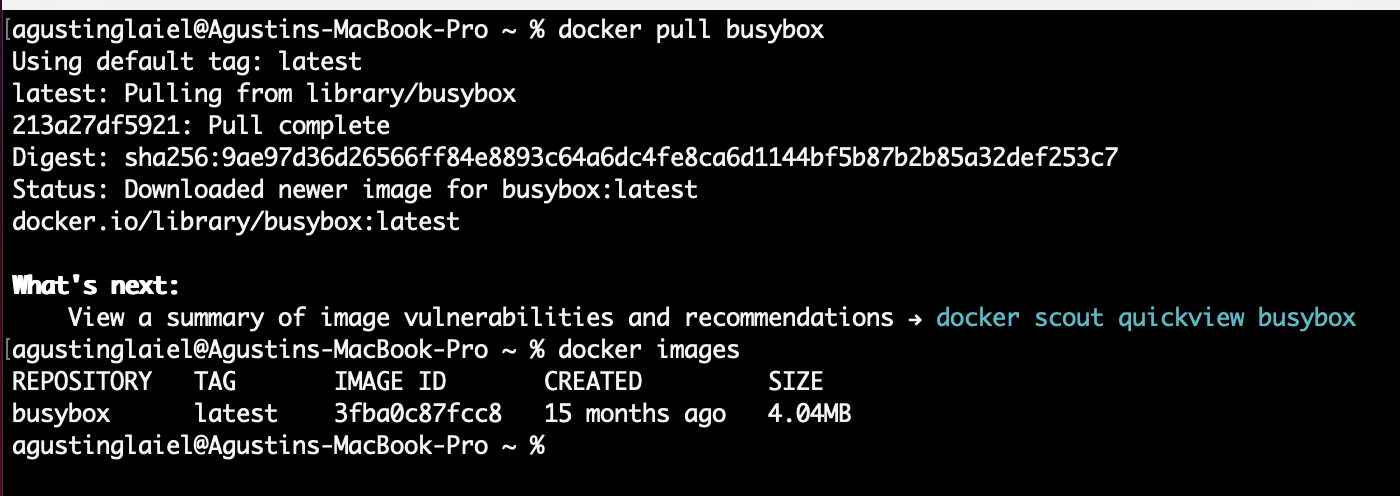 [agustinglaiel@Agustins-MacBook-Pro ~ % docker pull busybox
Using default tag: latest
latest: Pulling from library/busybox
213a27df5921: Pull complete
Digest: sha256:9ae97d36d26566ff84e8893c64a6dc4fe8ca6d1144bf5b87b2b85a32def253c7
Status: Downloaded newer image for busybox:latest
docker.io/library/busybox:latest

What's next:
    View a summary of image vulnerabilities and recommendations → docker scout quickview busybox
[agustinglaiel@Agustins-MacBook-Pro ~ % docker images
REPOSITORY   TAG       IMAGE ID       CREATED         SIZE
busybox      latest    3fba0c87fcc8   15 months ago   4.04MB
agustinglaiel@Agustins-MacBook-Pro ~ %